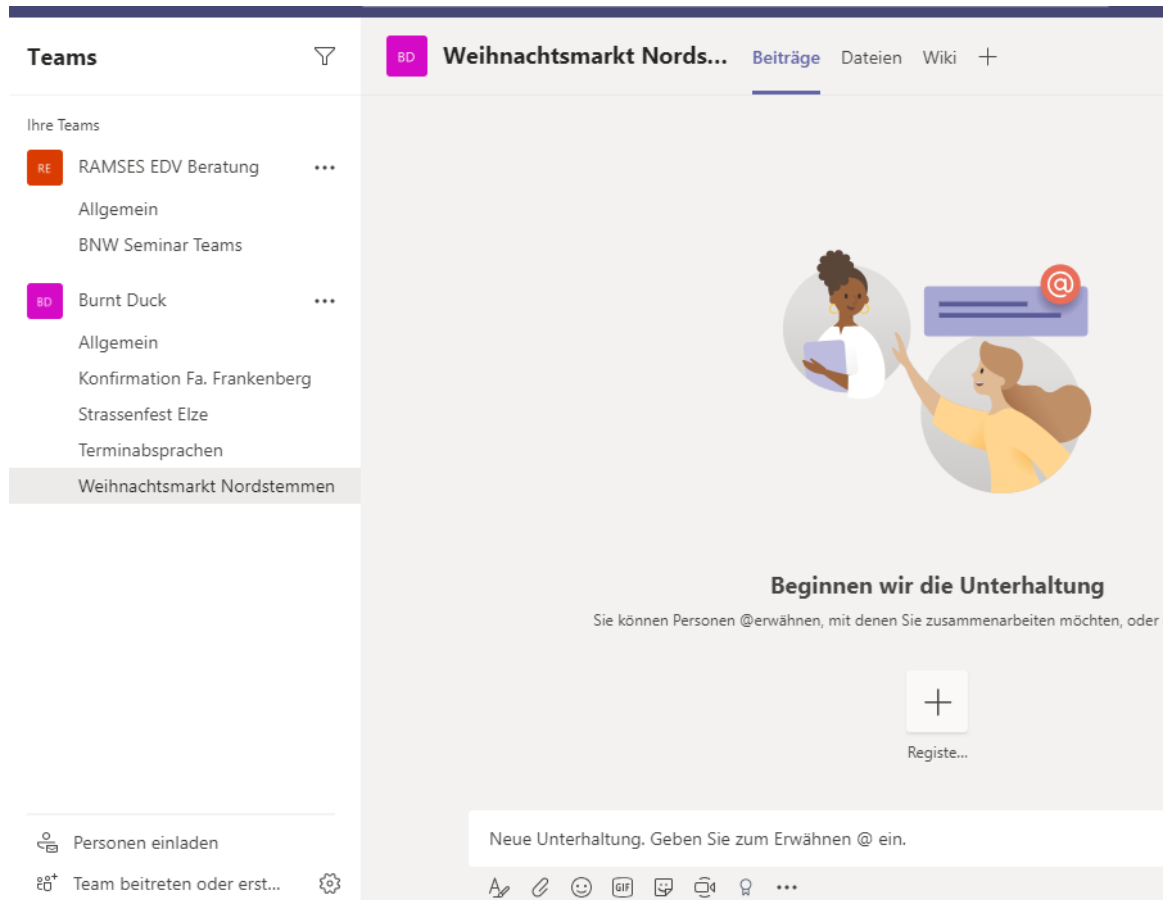 Teams
Ihre Teams
RE RAMSES EDV Beratung
Allgemein
BNW Seminar Teams
BD Burnt Duck
Allgemein
Konfirmation Fa. Frankenberg
Strassenfest Elze
Terminabsprachen
Weihnachtsmarkt Nordstemmen
Personen einladen
Team beitreten oder erst...
BD Weihnachtsmarkt Nords... Beiträge Dateien Wiki
@
Beginnen wir die Unterhaltung
Sie können Personen @erwähnen, mit denen Sie zusammenarbeiten möchten, oder
Registe...
Neue Unterhaltung. Geben Sie zum Erwähnen @ ein.
GIF